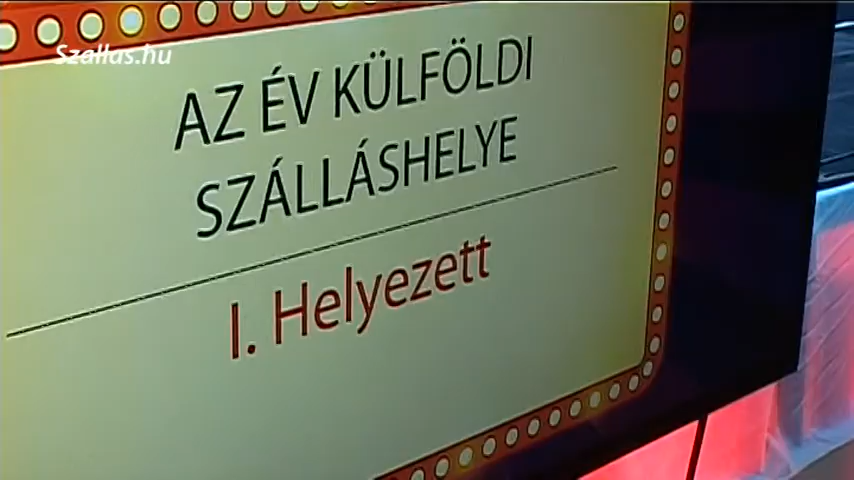 Szallas.hu
AZ ÉV KÜLFÖLDI
SZÁLLÁSHELYE
I. Helyezett